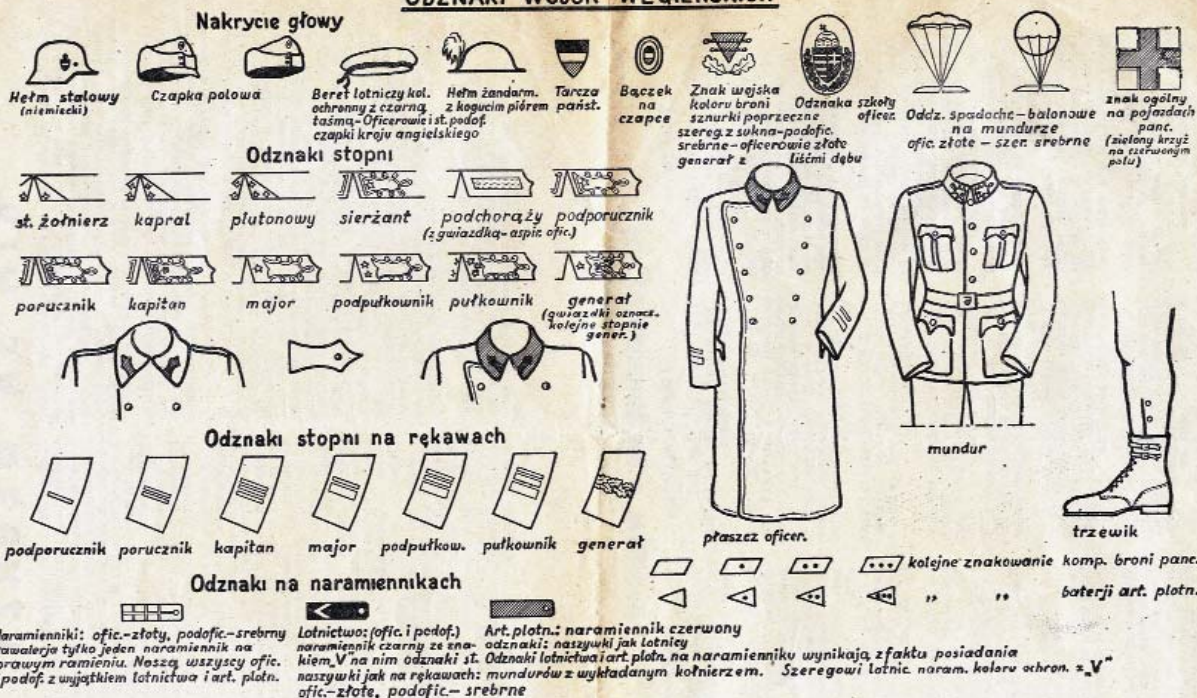 ODZNAKI WOJSK WĘGIERSKICH
Nakrycie głowy
Hełm stalowy
(niemiecki)
Czapka polowa
Beret lotniczy kol.
ochronny z czarną
taśmą-Oficerowie i st. podof.
czapki kroju angielskiego
Hełm żandarm.
z kogucim piórem
Tarcza
państ.
Bączek
na
czapce
Znak wojska
koloru broni
sznurki poprzeczne
szereg. z sukna-podofic.
srebrne-oficerowie złote
generał z liśćmi dębu
Odznaka szkoły
oficer.
Oddz. spadochr.-balonowe
na mundurze
ofic. złote - szer. srebrne
znak ogólny
na pojazdach
panc.
(zielony krzyż
na czerwonym
polu)
Odznaki stopni
st. żołnierz
kapral
plutonowy
sierżant
podchorąży
(z gwiazdką-aspir. ofic.)
podporucznik
porucznik
kapitan
major
podpułkownik
pułkownik
generał
(gwiazdki oznacz.
kolejne stopnie
gener.)
Odznaki stopni na rękawach
podporucznik
porucznik
kapitan
major
podpułkow.
pułkownik
generał
płaszcz oficer.
mundur
trzewik
kolejne znakowanie komp. broni panc.
" " baterji art. plotn.
Odznaki na naramiennikach
Naramienniki: ofic.-złoty, podofic.-srebrny
Kawalerja tylko jeden naramiennik na
prawym ramieniu. Noszą wszyscy ofic.
i podof. z wyjątkiem lotnictwa i art. plotn.
Lotnictwo: (ofic. i podof.)
naramiennik czarny ze zna-
kiem „V" na nim odznaki st.
naszywki jak na rękawach:
ofic.-złote, podofic.- srebrne
Art. plotn.: naramiennik czerwony
odznaki: naszywki jak lotnicy
Odznaki lotnictwa i art. plotn. na naramienniku wynikają z faktu posiadania
mundurów z wykładanym kołnierzem. Szeregowi lotnic. naram. koloru ochron. z „V"